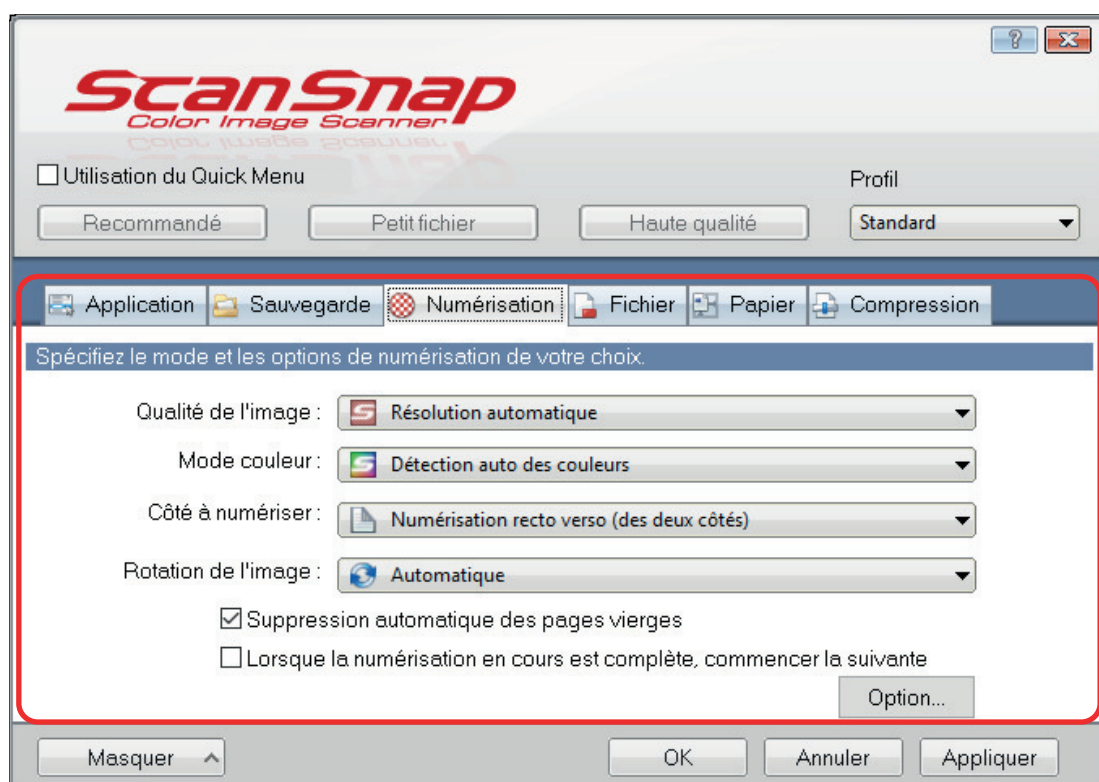 ScanSnap
Color Image Scanner
Utilisation du Quick Menu
Profil
Recommandé Petit fichier Haute qualité Standard
Application Sauvegarde Numérisation Fichier Papier Compression
Spécifiez le mode et les options de numérisation de votre choix.
Qualité de l'image : Résolution automatique
Mode couleur : Détection auto des couleurs
Côté à numériser : Numérisation recto verso (des deux côtés)
Rotation de l'image : Automatique
Suppression automatique des pages vierges
Lorsque la numérisation en cours est complète, commencer la suivante
Option...
Masquer OK Annuler Appliquer